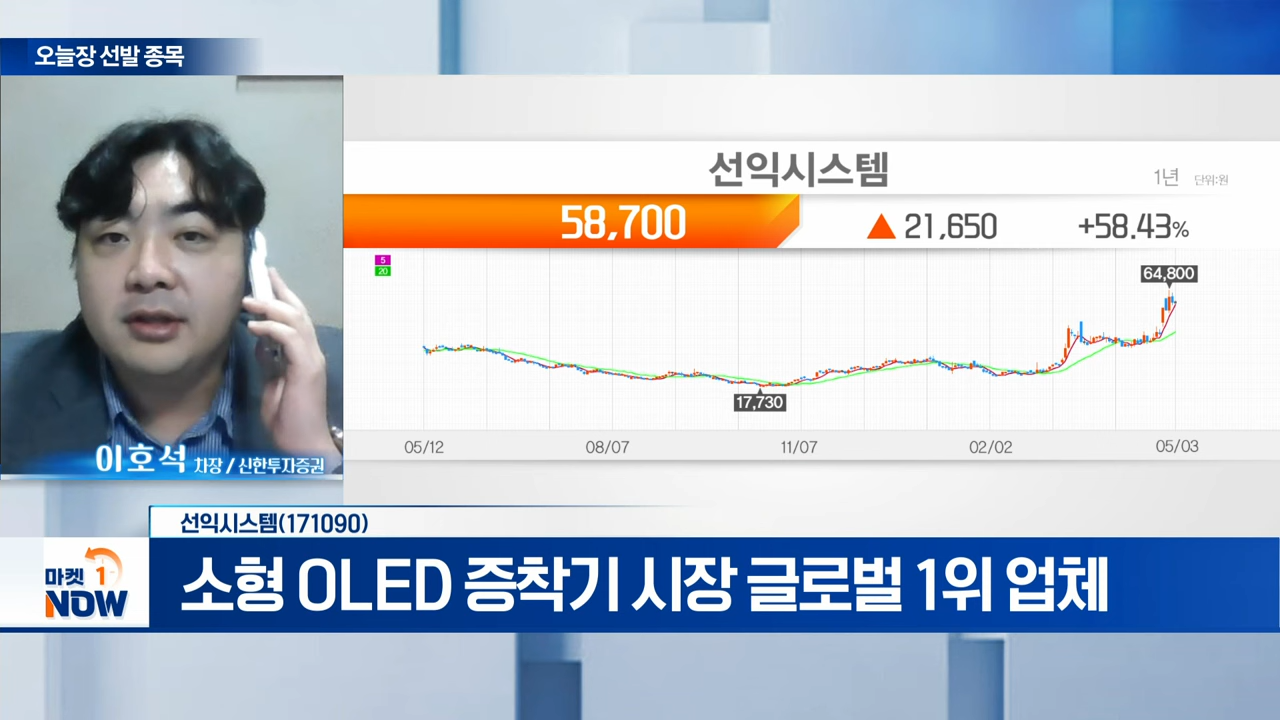 오늘장 선발 종목
선익시스템
1년 단위:원
58,700 ▲ 21,650 +58.43%
5
20
64,800
17,730
05/12 08/07 11/07 02/02 05/03
이호석 차장 / 신한투자증권
선익시스템(171090)
마켓 1
NOW
소형 OLED 증착기 시장 글로벌 1위 업체